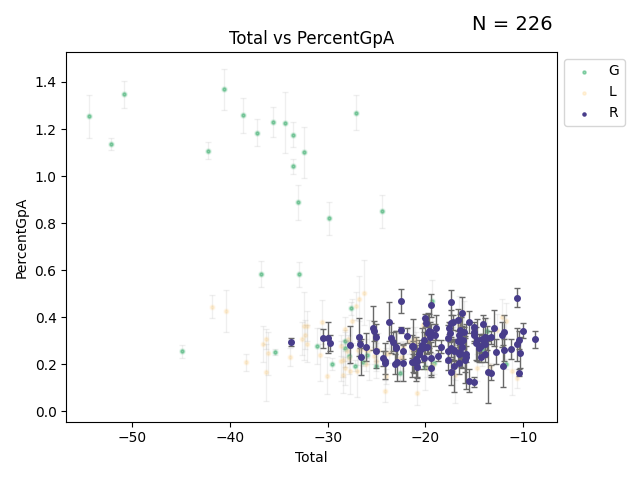 N = 226
Total vs PercentGpA
G
L
R
1.4
1.2
1.0
0.8
0.6
0.4
0.2
0.0
PercentGpA
−50 −40 −30 −20 −10
Total